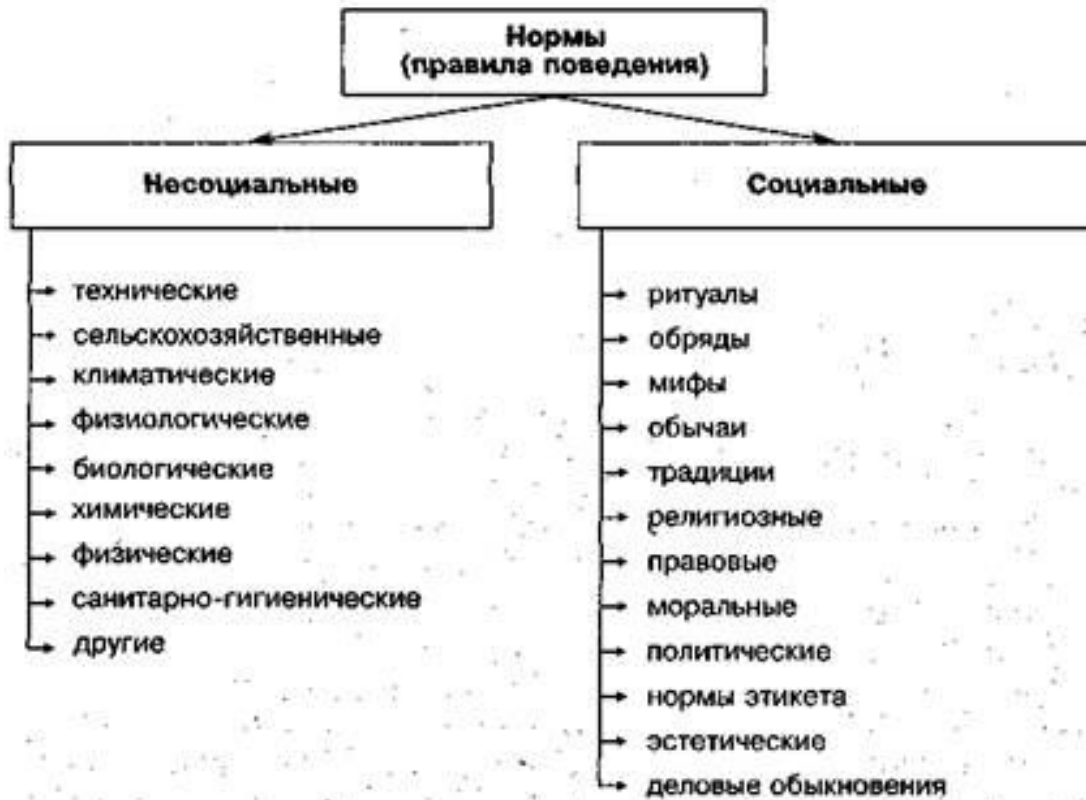 Нормы
(правила поведения)
Несоциальные
технические
сельскохозяйственные
климатические
физиологические
биологические
химические
физические
санитарно-гигиенические
другие
Социальные
ритуалы
обряды
мифы
обычаи
традиции
религиозные
правовые
моральные
политические
нормы этикета
эстетические
деловые обыкновения